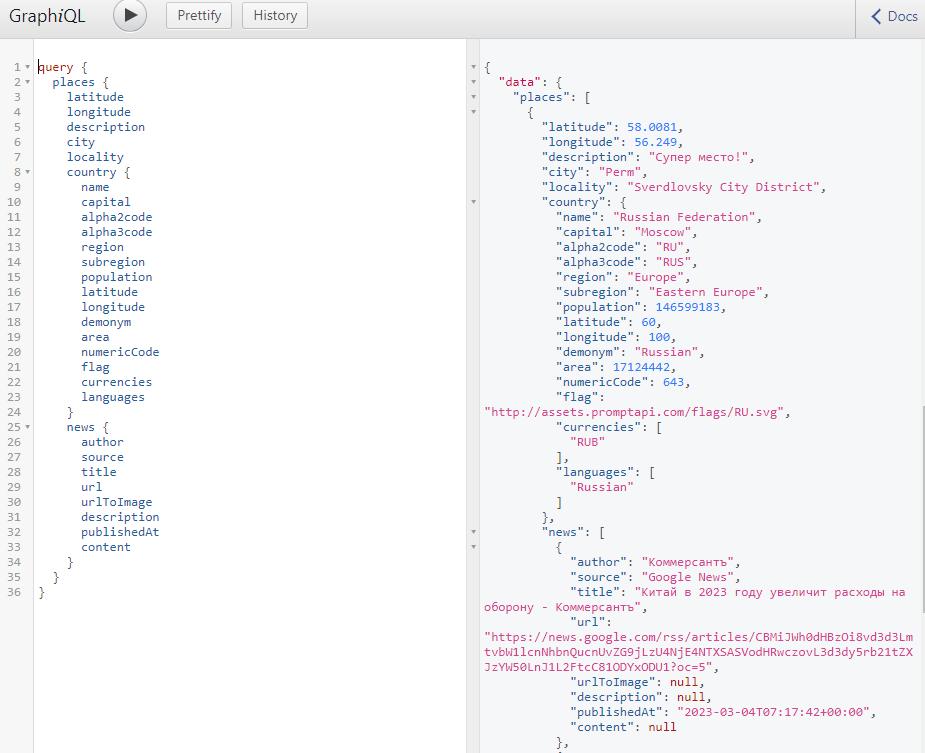 GraphiQL Prettify History Docs
1 query {
2 places {
3 latitude
4 longitude
5 description
6 city
7 locality
8 country {
9 name
10 capital
11 alpha2code
12 alpha3code
13 region
14 subregion
15 population
16 latitude
17 longitude
18 demonym
19 area
20 numericCode
21 flag
22 currencies
23 languages
24 }
25 news {
26 author
27 source
28 title
29 url
30 urlToImage
31 description
32 publishedAt
33 content
34 }
35 }
36 }
{
"data": {
"places": [
{
"latitude": 58.0081,
"longitude": 56.249,
"description": "Супер место!",
"city": "Perm",
"locality": "Sverdlovsky City District",
"country": {
"name": "Russian Federation",
"capital": "Moscow",
"alpha2code": "RU",
"alpha3code": "RUS",
"region": "Europe",
"subregion": "Eastern Europe",
"population": 146599183,
"latitude": 60,
"longitude": 100,
"demonym": "Russian",
"area": 17124442,
"numericCode": 643,
"flag":
"http://assets.promptapi.com/flags/RU.svg",
"currencies": [
"RUB"
],
"languages": [
"Russian"
]
},
"news": [
{
"author": "Коммерсантъ",
"source": "Google News",
"title": "Китай в 2023 году увеличит расходы на
оборону - Коммерсантъ",
"url":
"https://news.google.com/rss/articles/CBMiJWh0dHBzOi8vd3d3Lm
tvbW1lcnNhbnQucnUvZG9jLzU4NjE4NTXSASVodHRwczovL3d3dy5rb21tZX
JzYW50LnJ1L2FtcC81ODYxODU1?oc=5",
"urlToImage": null,
"description": null,
"publishedAt": "2023-03-04T07:17:42+00:00",
"content": null
},